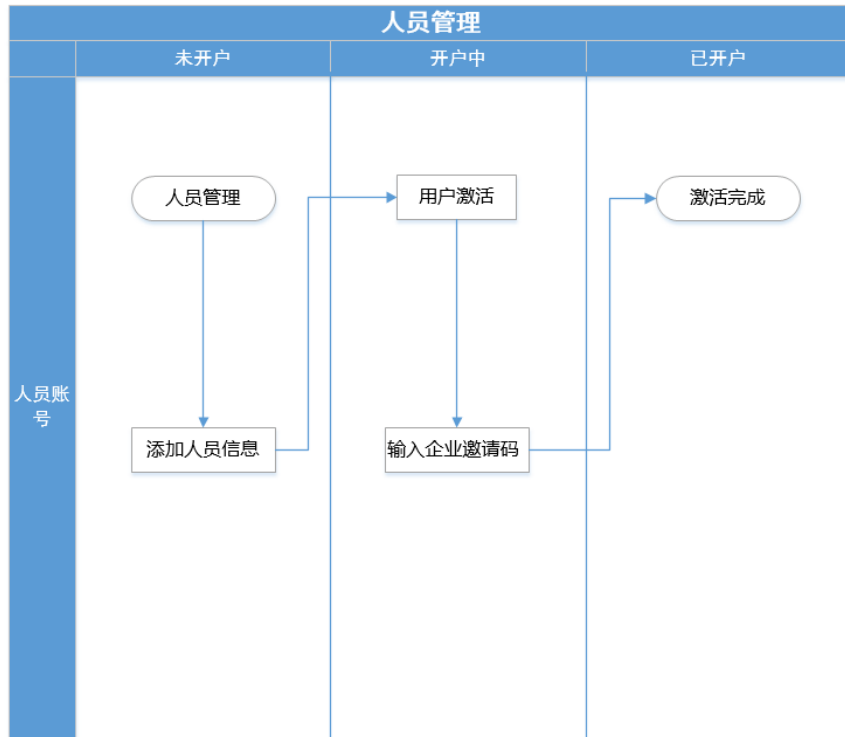 人员管理
未开户
开户中
已开户
人员账
号
人员管理
用户激活
激活完成
添加人员信息
输入企业邀请码